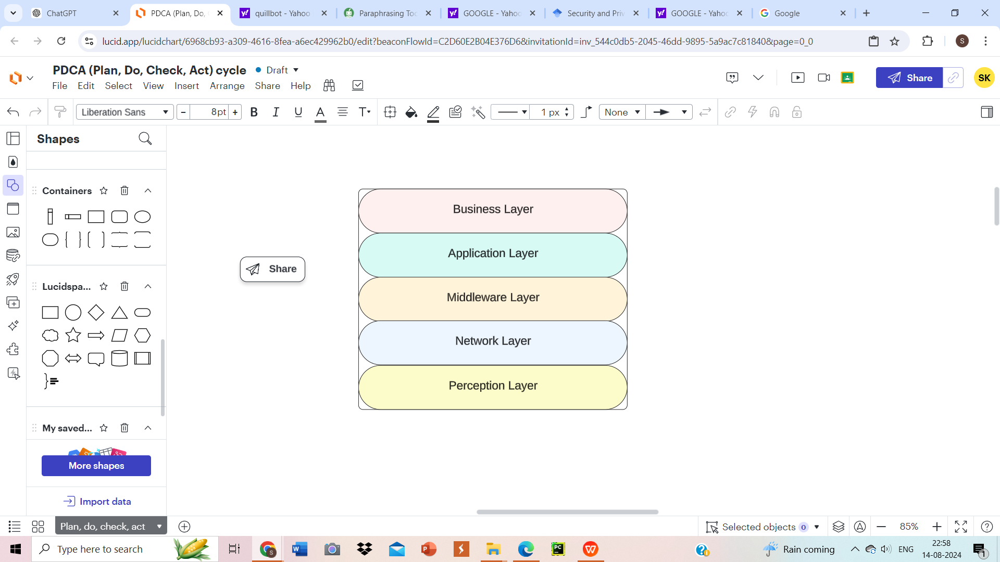 ChatGPT
PDCA (Plan, Do,
quillbot - Yahoo
Paraphrasing Too
GOOGLE - Yahoo
Security and Priv
GOOGLE - Yahoo
Google
lucid.app/lucidchart/6968cb93-a309-4616-8fea-a6ec429962b0/edit?beaconFlowId=C2D60E2B04E376D6&invitationId=inv_544c0db5-2045-46dd-9895-5a9ac7c81840&page=0_0
S
PDCA (Plan, Do, Check, Act) cycle
Draft
File Edit Select View Insert Arrange Share Help
Share
SK
Liberation Sans
- 8pt +
B I U A T
1 px
None
Shapes
Containers
Lucidspa...
My saved...
More shapes
Import data
Share
Business Layer
Application Layer
Middleware Layer
Network Layer
Perception Layer
Plan, do, check, act
Selected objects 0
85%
Type here to search
Rain coming
ENG
22:58
14-08-2024
1